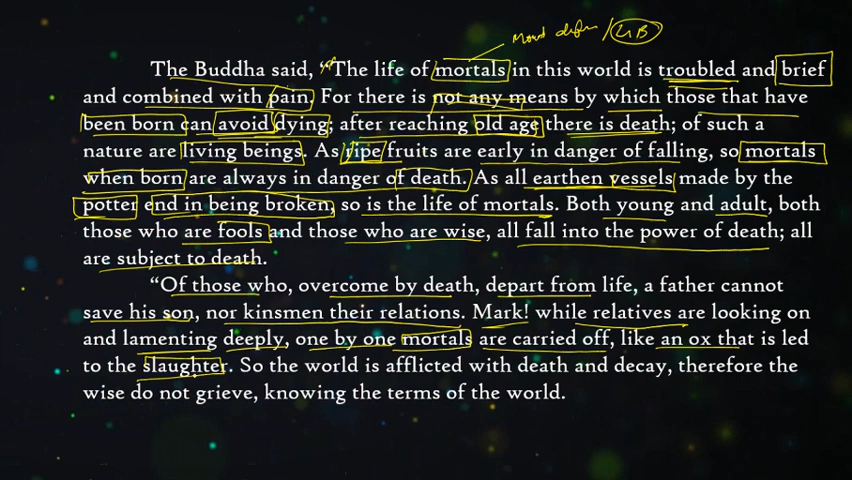 The Buddha said, “The life of mortals in this world is troubled and brief
and combined with pain. For there is not any means by which those that have
been born can avoid dying; after reaching old age there is death; of such a
nature are living beings. As ripe fruits are early in danger of falling, so mortals
when born are always in danger of death. As all earthen vessels made by the
potter end in being broken, so is the life of mortals. Both young and adult, both
those who are fools and those who are wise, all fall into the power of death; all
are subject to death.
“Of those who, overcome by death, depart from life, a father cannot
save his son, nor kinsmen their relations. Mark! while relatives are looking on
and lamenting deeply, one by one mortals are carried off, like an ox that is led
to the slaughter. So the world is afflicted with death and decay, therefore the
wise do not grieve, knowing the terms of the world.